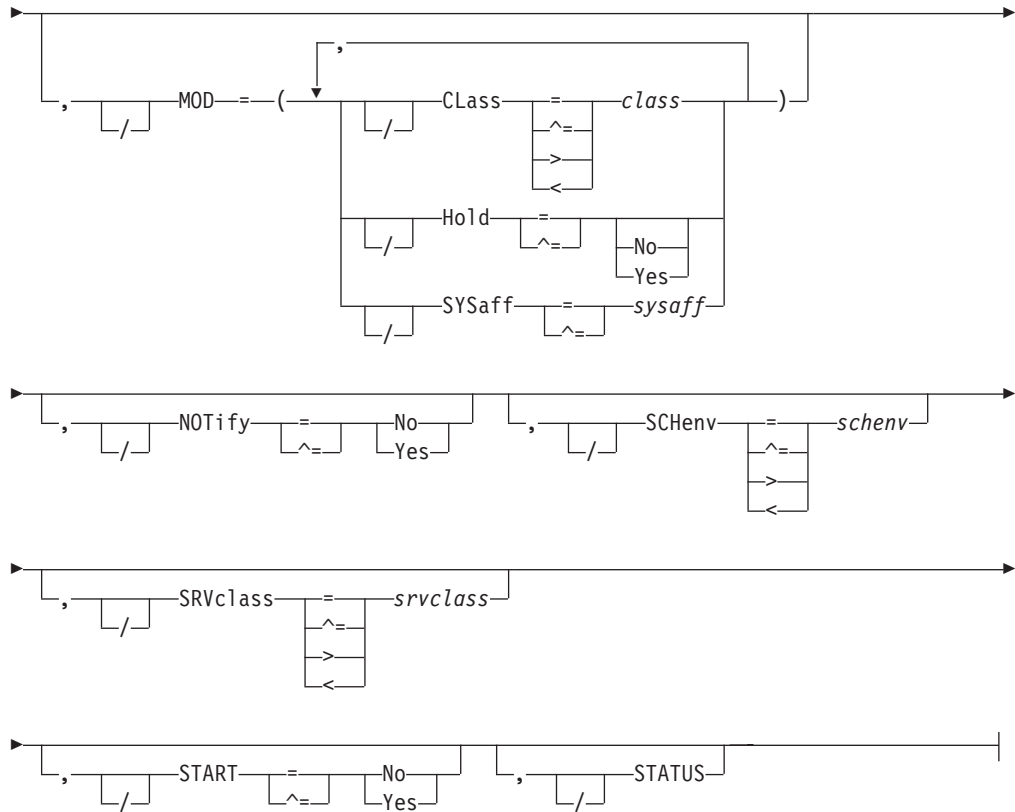 ,
, / MOD = ( / CLass = class )
^=
>
<
/ Hold =
^= No
Yes
/ SYSaff = sysaff
^=
, / NOTify = No , / SCHenv = schenv
^= Yes ^=
>
<
, / SRVclass = srvclass
^=
>
<
, / START = No , / STATUS
^= Yes